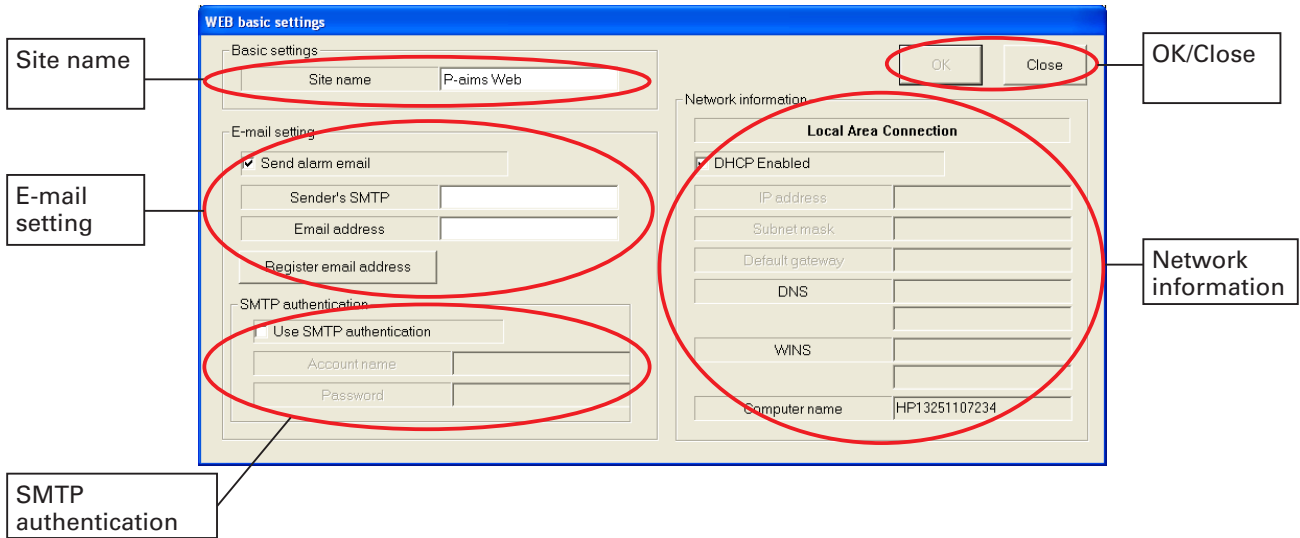 WEB basic settings
Site name
Basic settings
Site name
P-aims Web
OK
Close
OK/Close
E-mail setting
E-mail setting
Send alarm email
Sender's SMTP
Email address
Register email address
SMTP authentication
Use SMTP authentication
Account name
Password
SMTP authentication
Network information
Local Area Connection
DHCP Enabled
IP address
Subnet mask
Default gateway
DNS
WINS
Computer name
HP13251107234
Network
information